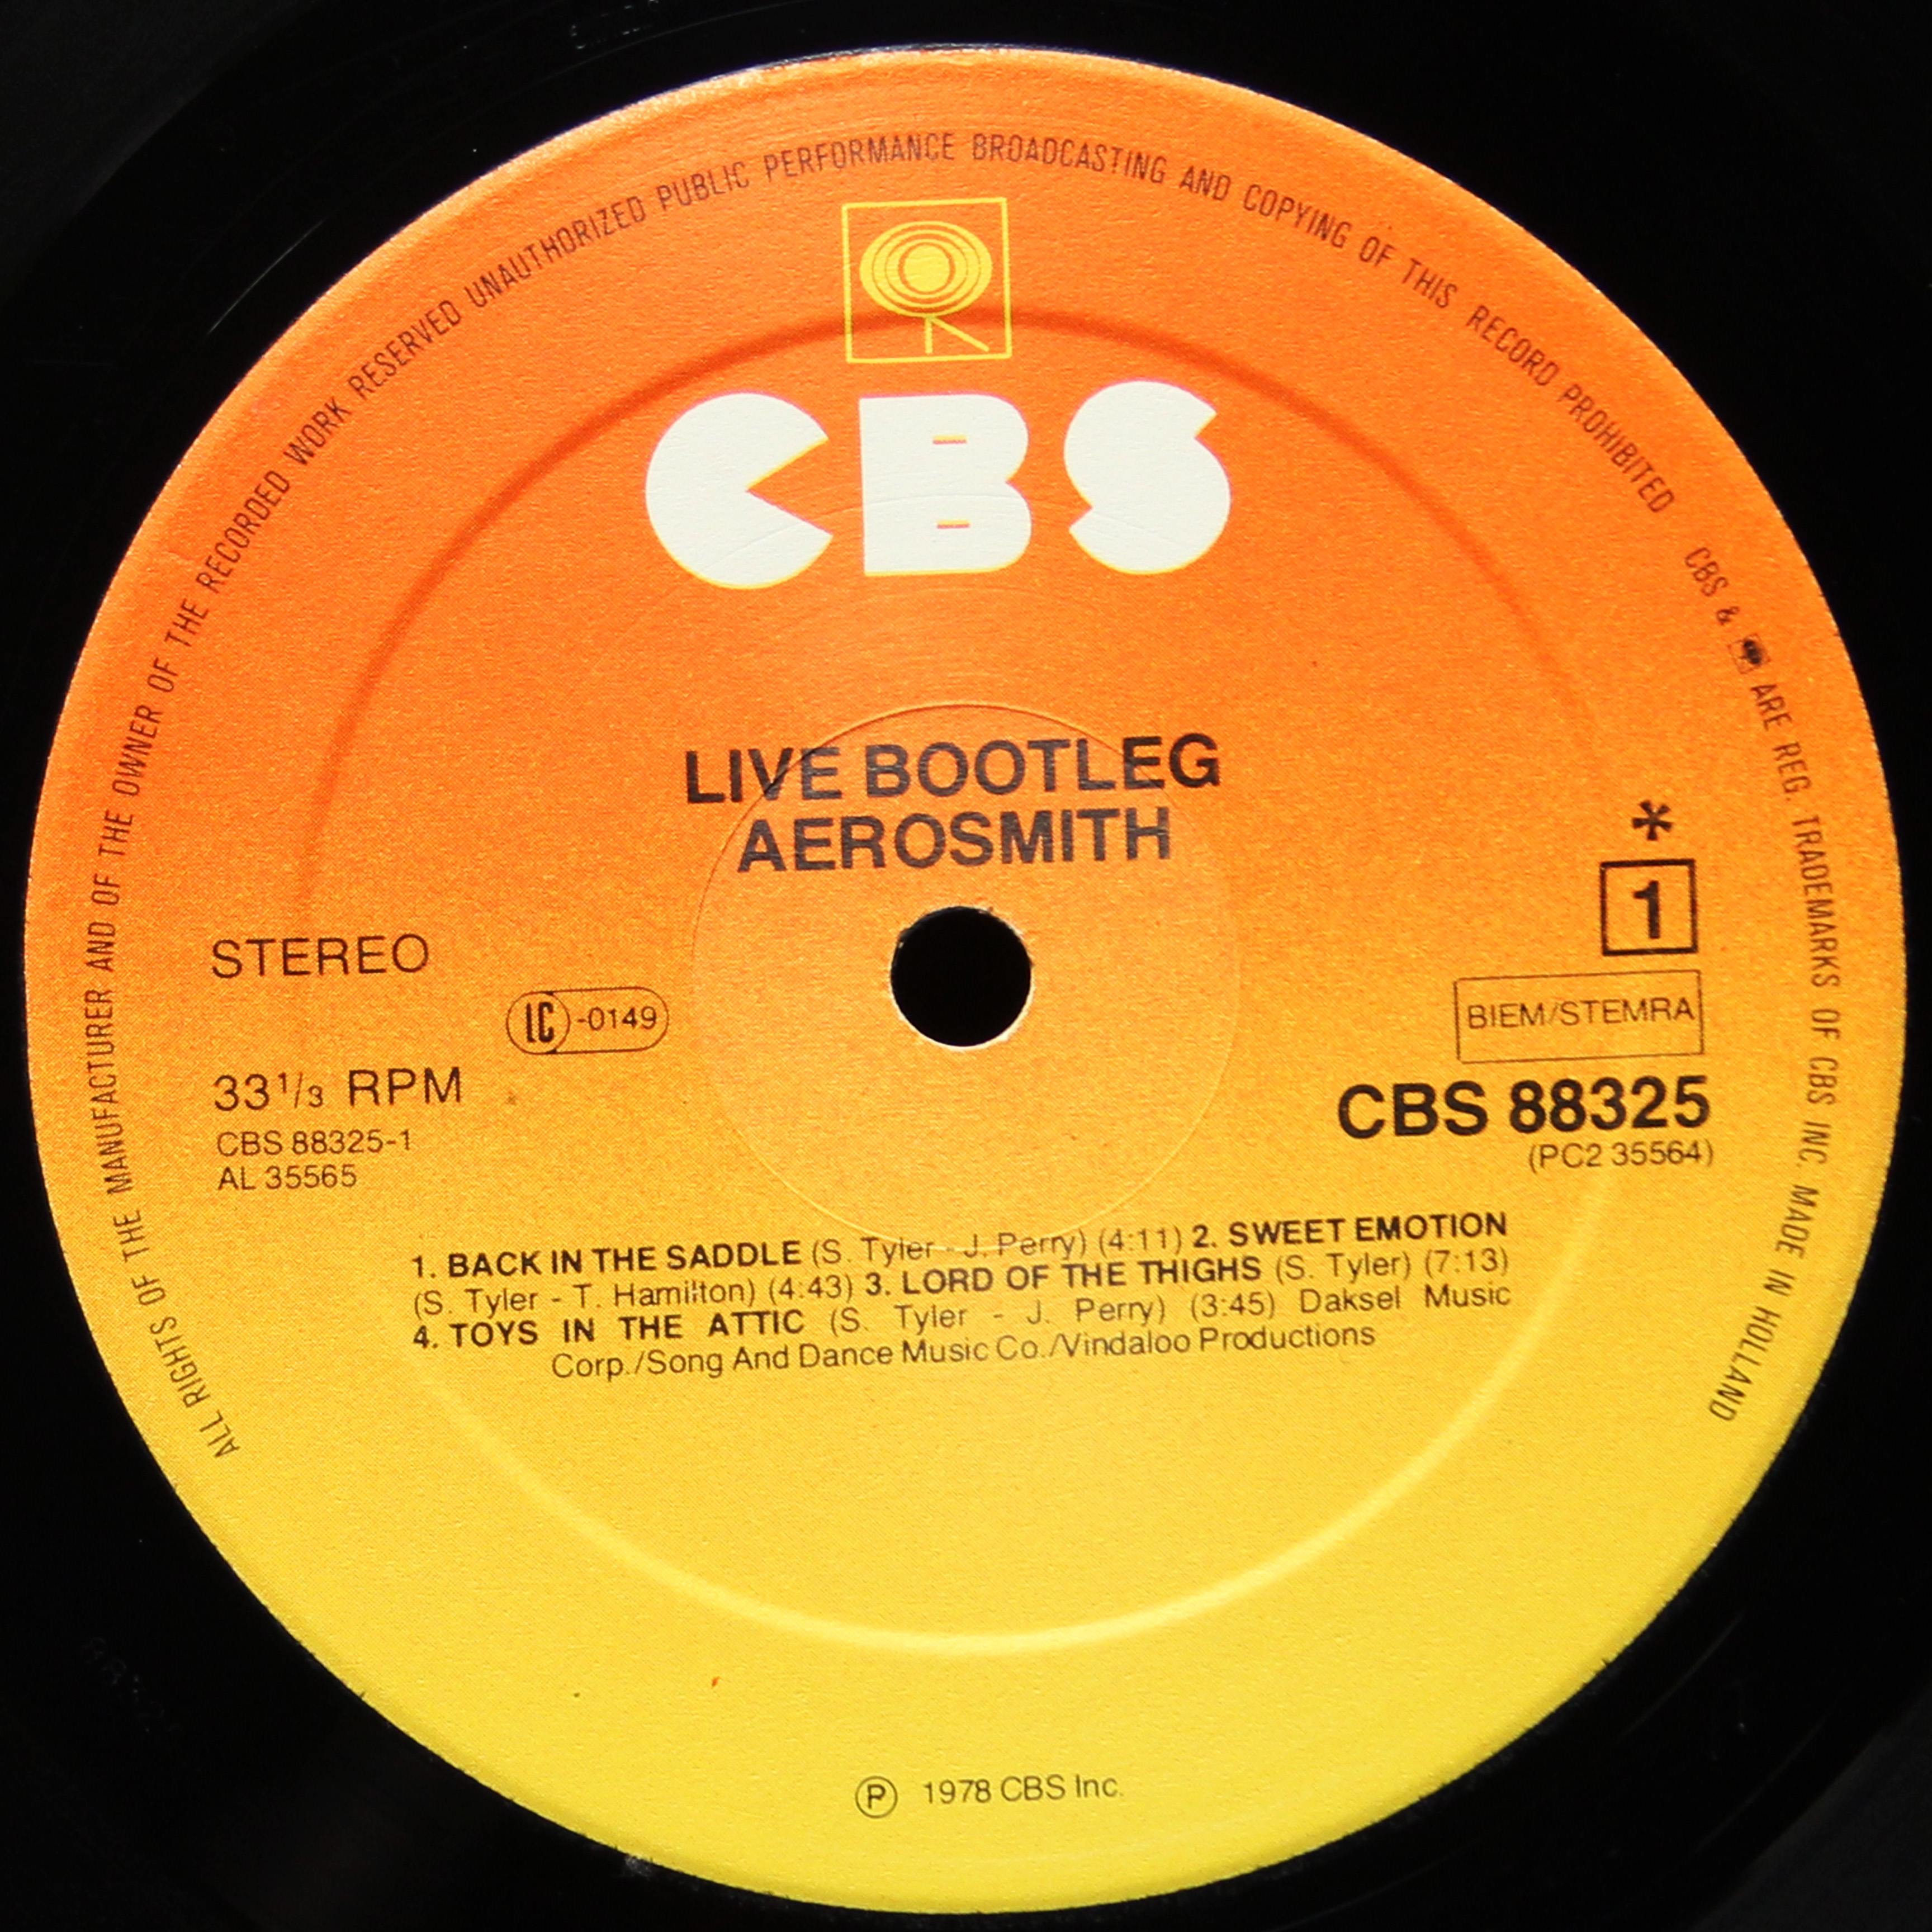 ALL RIGHTS OF THE MANUFACTURER AND OF THE OWNER OF THE RECORDED WORK RESERVED UNAUTHORIZED PUBLIC PERFORMANCE BROADCASTING AND COPYING OF THIS RECORD PROHIBITED
CBS & ARE REG. TRADEMARKS OF CBS INC. MADE IN HOLLAND
CBS
LIVE BOOTLEG
AEROSMITH
*
1
STEREO
LC -0149
BIEM/STEMRA
33 1/3 RPM
CBS 88325
CBS 88325-1
(PC2 35564)
AL 35565
1. BACK IN THE SADDLE (S. Tyler - J. Perry) (4:11) 2. SWEET EMOTION
(S. Tyler - T. Hamilton) (4:43) 3. LORD OF THE THIGHS (S. Tyler) (7:13)
4. TOYS IN THE ATTIC (S. Tyler - J. Perry) (3:45) Daksel Music
Corp./Song And Dance Music Co./Vindaloo Productions
Ⓟ 1978 CBS Inc.